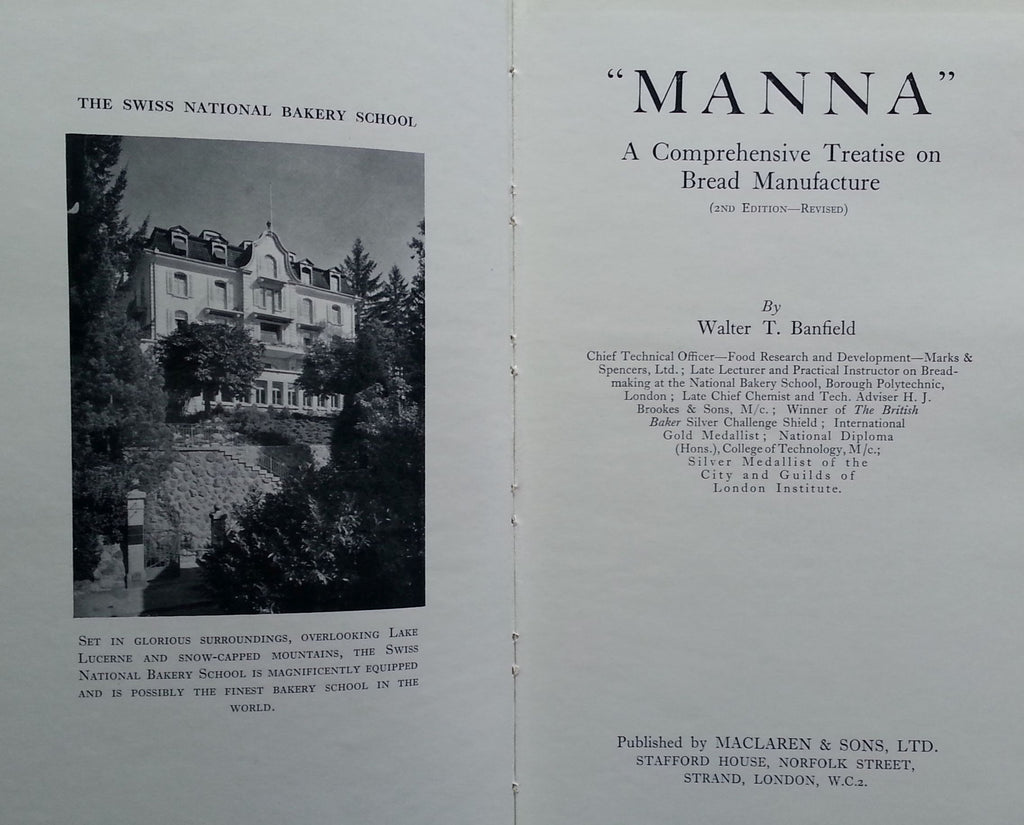 THE SWISS NATIONAL BAKERY SCHOOL
SET IN GLORIOUS SURROUNDINGS, OVERLOOKING LAKE
LUCERNE AND SNOW-CAPPED MOUNTAINS, THE SWISS
NATIONAL BAKERY SCHOOL IS MAGNIFICENTLY EQUIPPED
AND IS POSSIBLY THE FINEST BAKERY SCHOOL IN THE
WORLD.
“MANNA”
A Comprehensive Treatise on
Bread Manufacture
(2ND EDITION—REVISED)
By
Walter T. Banfield
Chief Technical Officer—Food Research and Development—Marks &
Spencers, Ltd.; Late Lecturer and Practical Instructor on Bread-
making at the National Bakery School, Borough Polytechnic,
London; Late Chief Chemist and Tech. Adviser H. J.
Brookes & Sons, M/c.; Winner of The British
Baker Silver Challenge Shield; International
Gold Medallist; National Diploma
(Hons.), College of Technology, M/c.;
Silver Medallist of the
City and Guilds of
London Institute.
Published by MACLAREN & SONS, LTD.
STAFFORD HOUSE, NORFOLK STREET,
STRAND, LONDON, W.C.2.